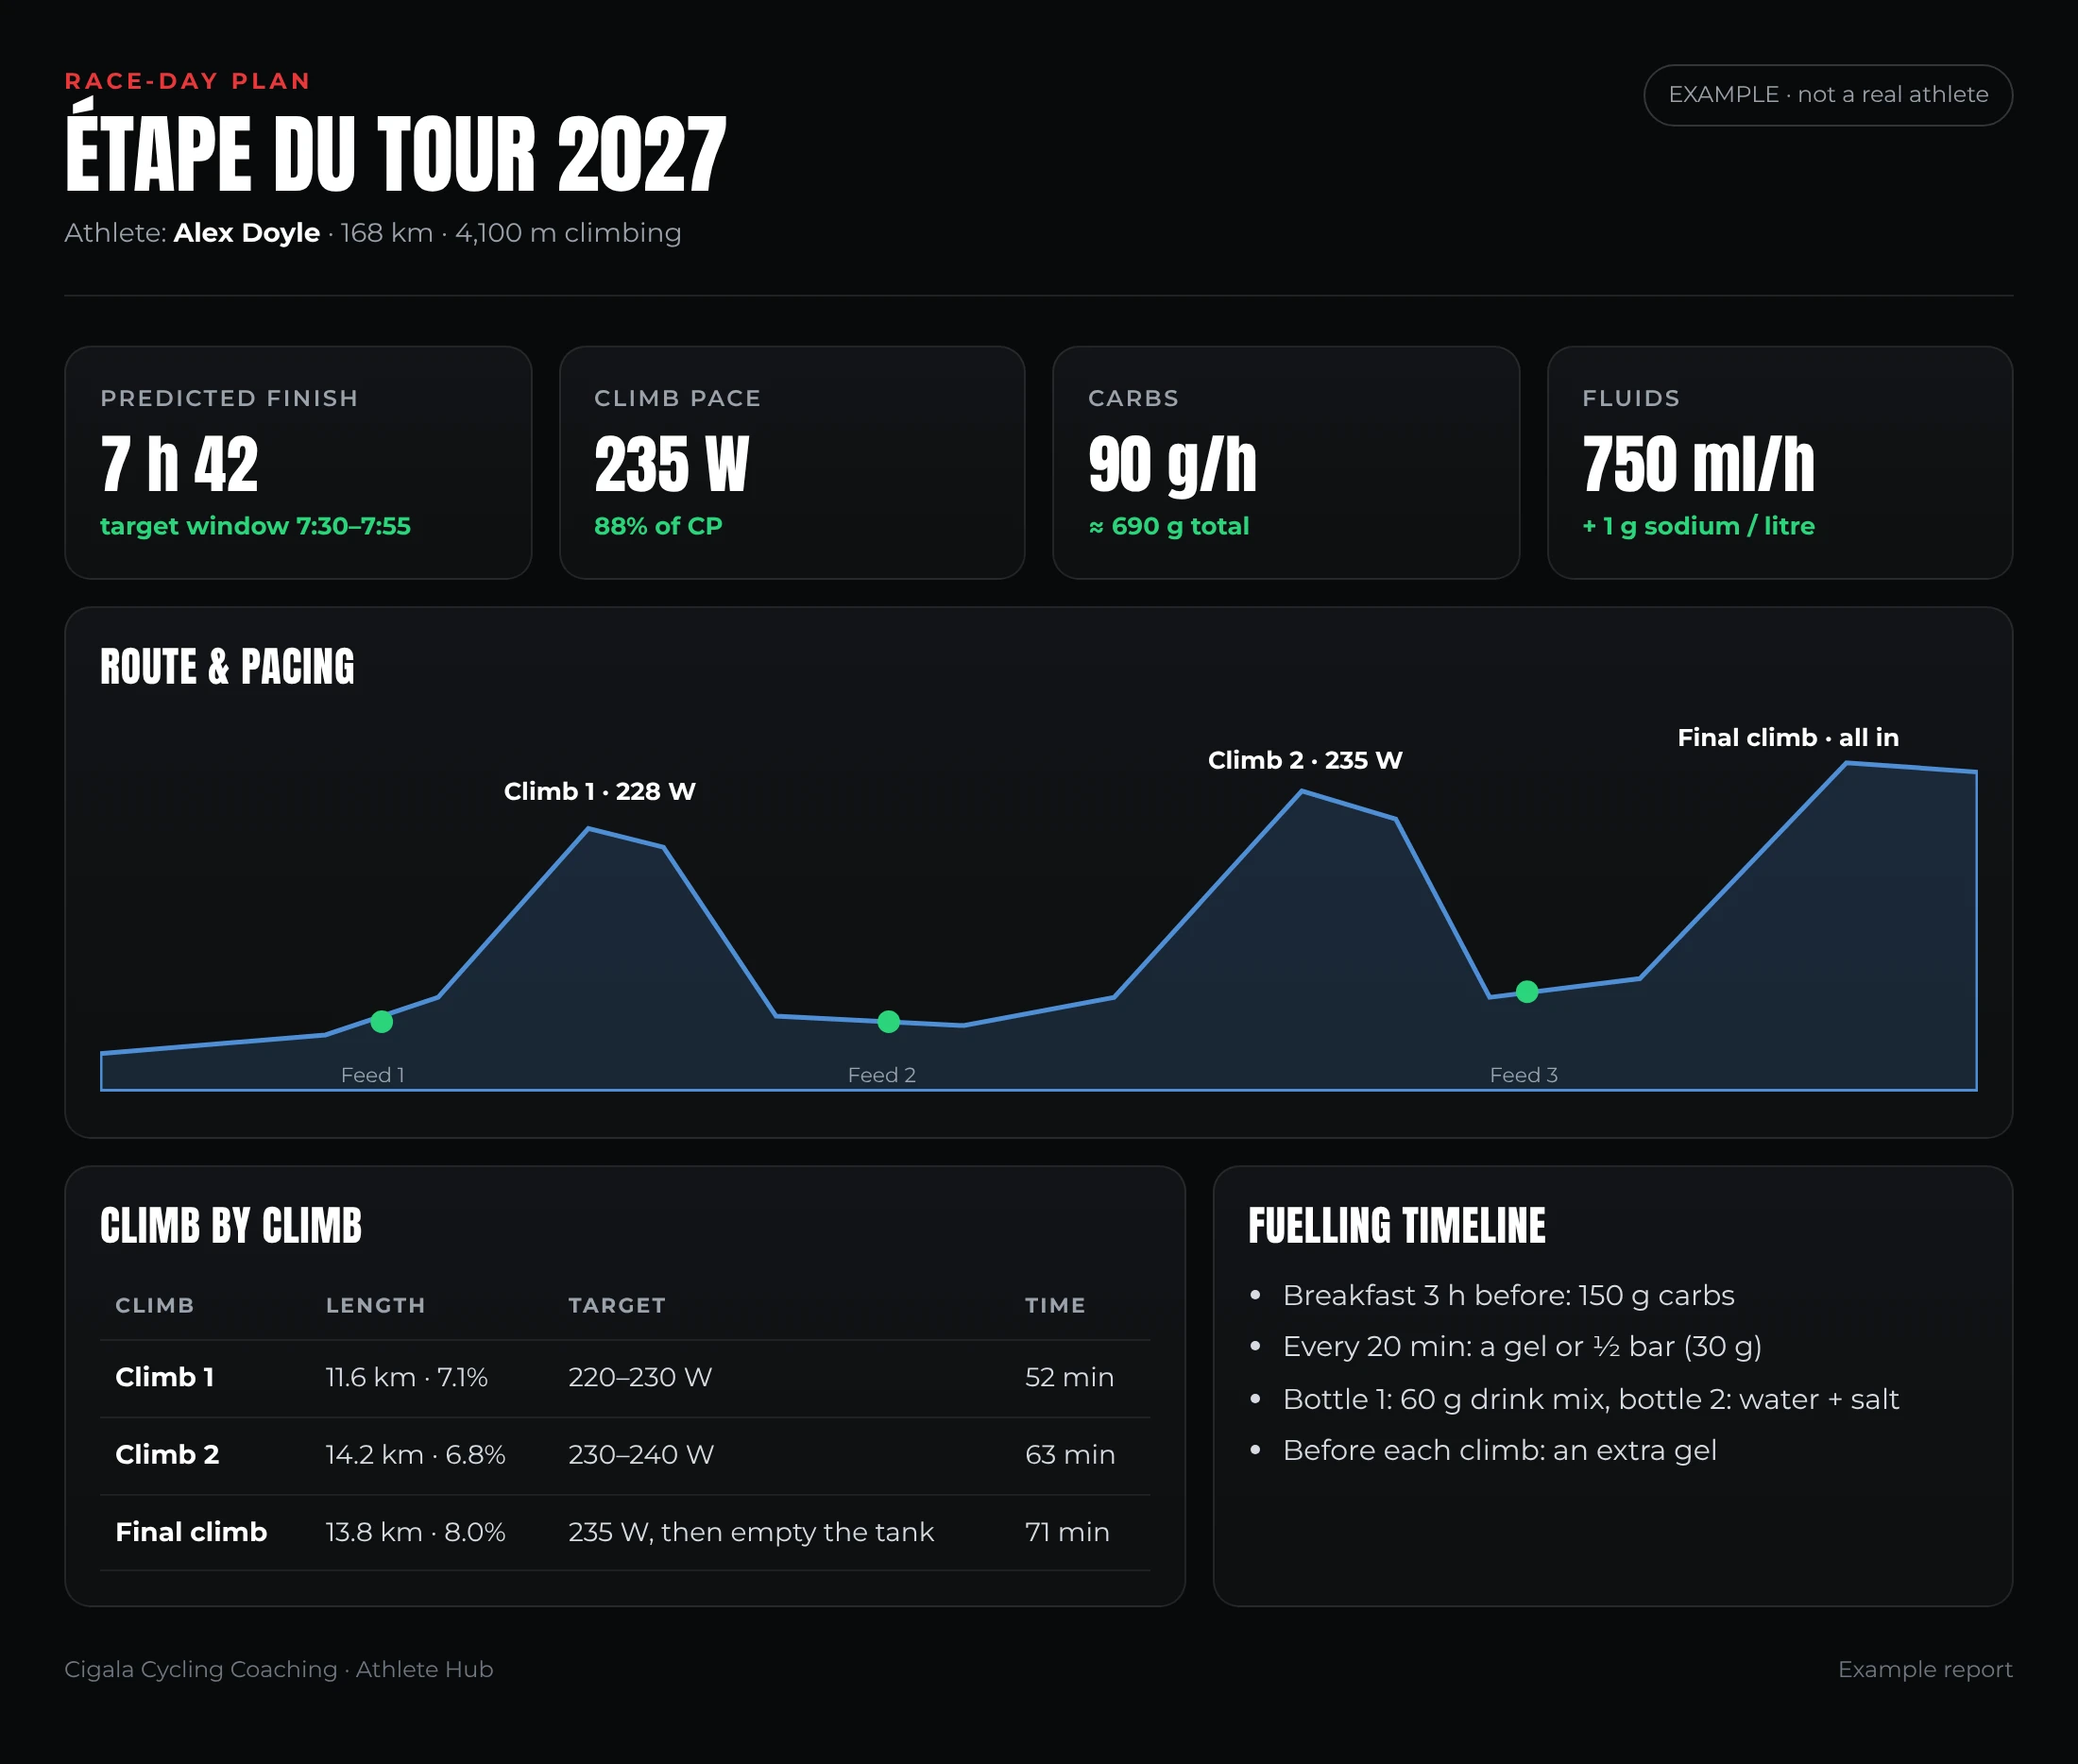 RACE-DAY PLAN
EXAMPLE · not a real athlete
ÉTAPE DU TOUR 2027
Athlete: Alex Doyle · 168 km · 4,100 m climbing
PREDICTED FINISH
7 h 42
target window 7:30–7:55
CLIMB PACE
235 W
88% of CP
CARBS
90 g/h
≈ 690 g total
FLUIDS
750 ml/h
+ 1 g sodium / litre
ROUTE & PACING
Climb 1 · 228 W
Climb 2 · 235 W
Final climb · all in
Feed 1
Feed 2
Feed 3
CLIMB BY CLIMB
CLIMB LENGTH TARGET TIME
Climb 1 11.6 km · 7.1% 220–230 W 52 min
Climb 2 14.2 km · 6.8% 230–240 W 63 min
Final climb 13.8 km · 8.0% 235 W, then empty the tank 71 min
FUELLING TIMELINE
• Breakfast 3 h before: 150 g carbs
• Every 20 min: a gel or ½ bar (30 g)
• Bottle 1: 60 g drink mix, bottle 2: water + salt
• Before each climb: an extra gel
Cigala Cycling Coaching · Athlete Hub
Example report